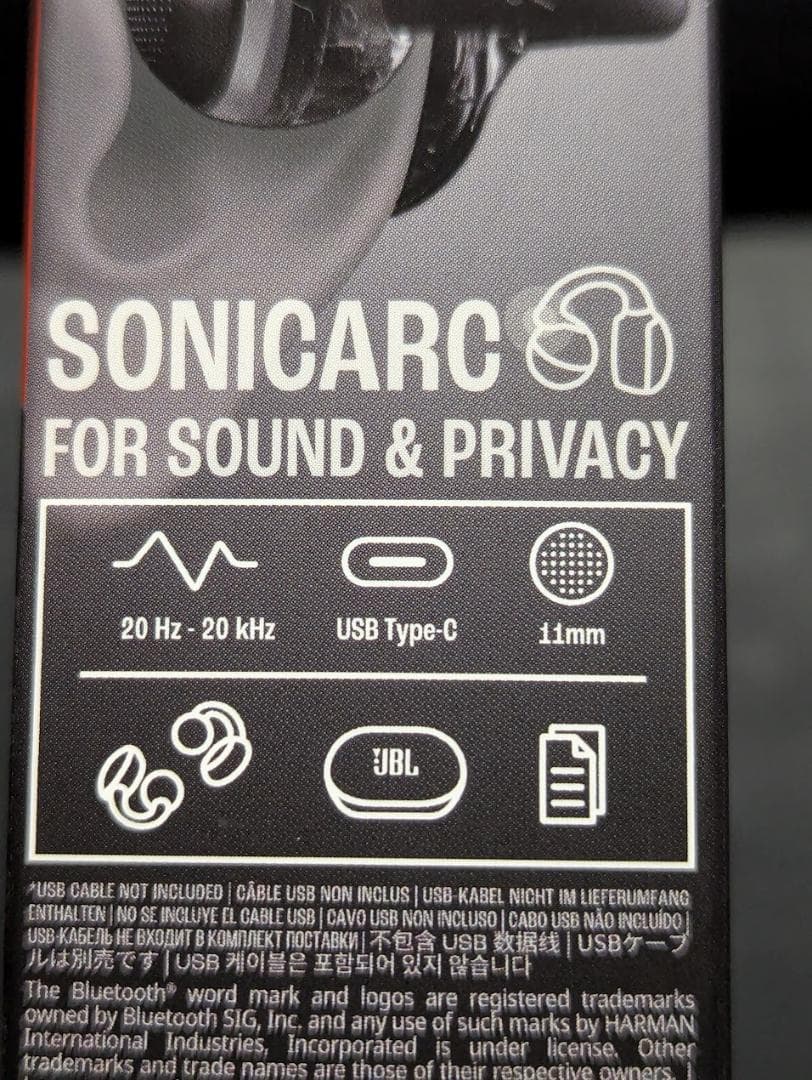 SONICARC
FOR SOUND & PRIVACY
20 Hz - 20 kHz
USB Type-C
11mm
JBL
*USB CABLE NOT INCLUDED | CÂBLE USB NON INCLUS | USB-KABEL NICHT IM LIEFERUMFANG
ENTHALTEN | NO SE INCLUYE EL CABLE USB | CAVO USB NON INCLUSO | CABO USB NÃO INCLUÍDO |
USB-КАБЕЛЬ НЕ ВХОДИТ В КОМПЛЕКТ ПОСТАВКИ | 不包含 USB 数据线 | USBケーブ
ルは別売です | USB 케이블은 포함되어 있지 않습니다
The Bluetooth® word mark and logos are registered trademarks
owned by Bluetooth SIG, Inc. and any use of such marks by HARMAN
International Industries, Incorporated is under license. Other
trademarks and trade names are those of their respective owners. |